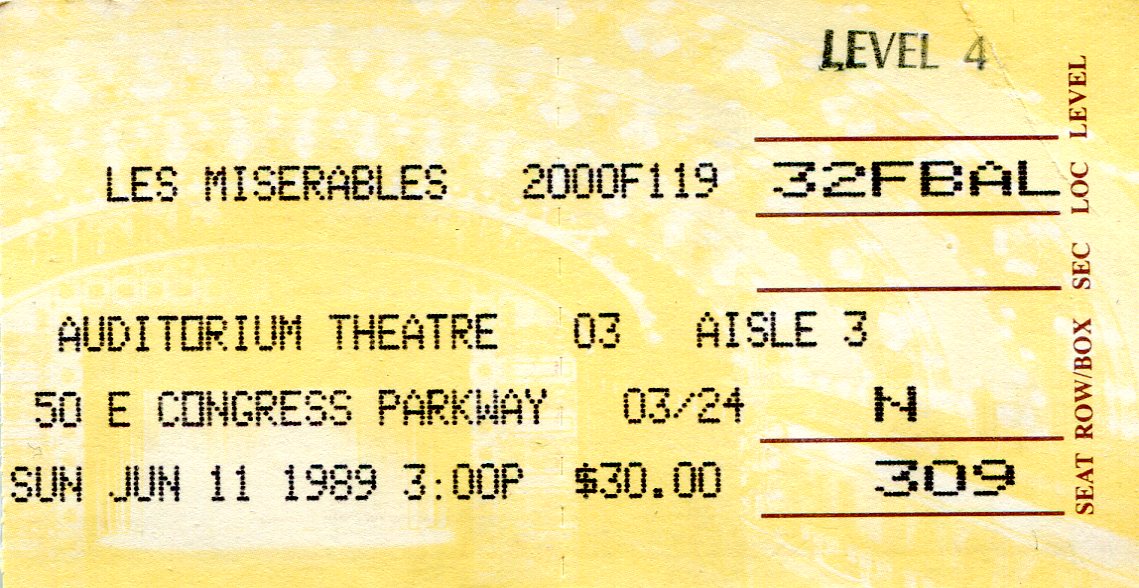 LEVEL 4
LES MISERABLES 2000F119 32FBAL
AUDITORIUM THEATRE 03 AISLE 3
50 E CONGRESS PARKWAY 03/24 N
SUN JUN 11 1989 3:00P $30.00 309
SEAT ROW/BOX SEC LOC LEVEL